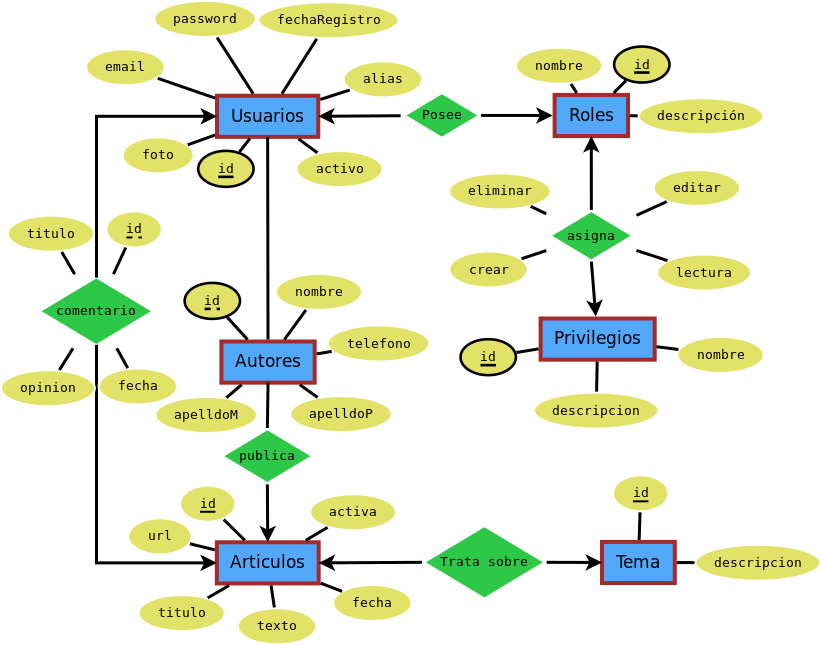 password
fechaRegistro
email
alias
nombre
id
Usuarios
Posee
Roles
descripción
foto
id
activo
eliminar
editar
titulo
id
asigna
crear
lectura
comentario
id
nombre
Autores
telefono
Privilegios
id
nombre
opinion
fecha
apelldoM
apelldoP
descripcion
publica
id
activa
id
url
Articulos
Trata sobre
Tema
descripcion
titulo
texto
fecha